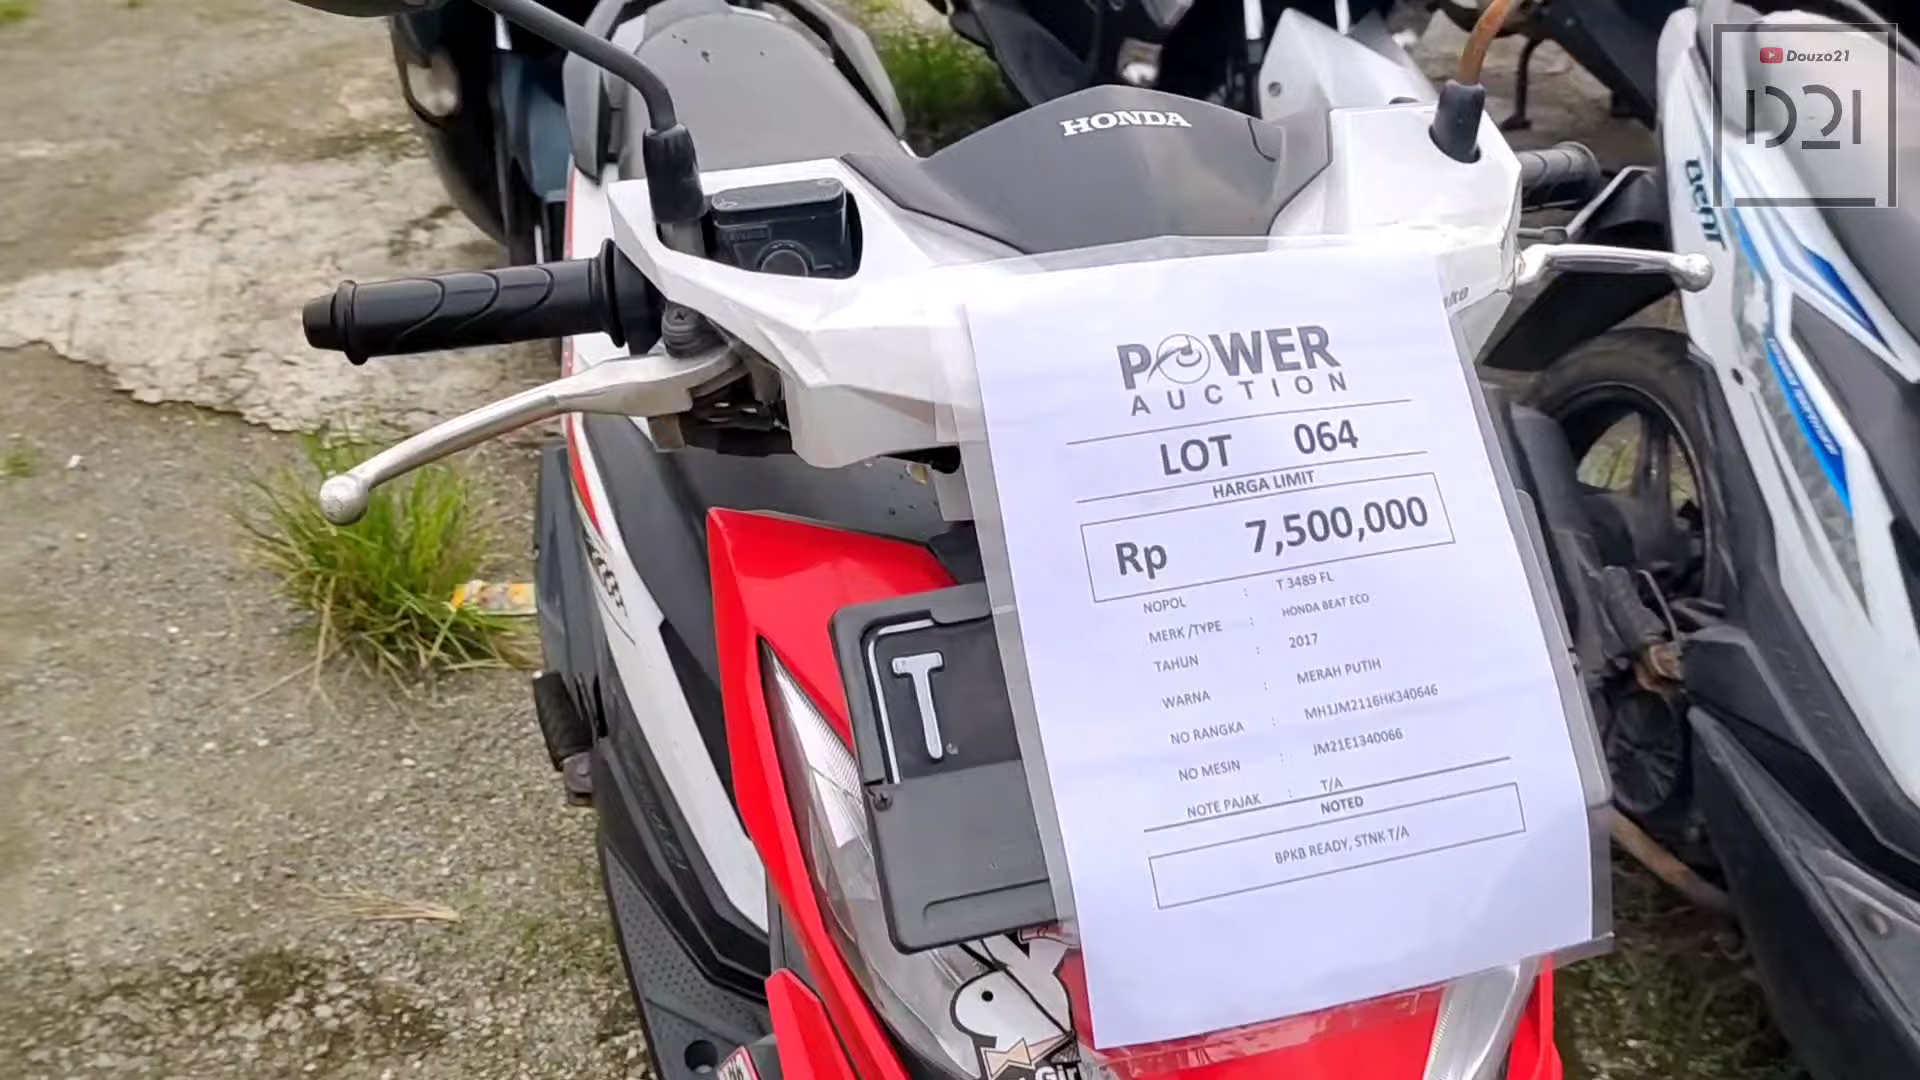 Douzo21
D21
HONDA
BeAT
POWER
AUCTION
LOT 064
HARGA LIMIT
Rp 7,500,000
NOPOL : T 3489 FL
MERK /TYPE : HONDA BEAT ECO
TAHUN : 2017
WARNA : MERAH PUTIH
NO RANGKA : MH1JM2116HK340646
NO MESIN : JM21E1340066
NOTE PAJAK : T/A
NOTED
BPKB READY, STNK T/A
T
Girl